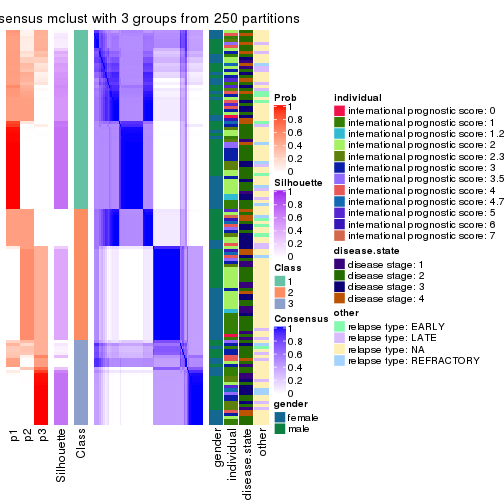 sensus mclust with 3 groups from 250 partitions
Prob
1
0.8
0.6
0.4
0.2
0
Silhouette
1
0.8
0.6
0.4
0.2
0
Class
1
2
3
Consensus
1
0.8
0.6
0.4
0.2
0
gender
female
male
individual
international prognostic score: 0
international prognostic score: 1
international prognostic score: 1.2
international prognostic score: 2
international prognostic score: 2.3
international prognostic score: 3
international prognostic score: 3.5
international prognostic score: 4
international prognostic score: 4.7
international prognostic score: 5
international prognostic score: 6
international prognostic score: 7
disease.state
disease stage: 1
disease stage: 2
disease stage: 3
disease stage: 4
other
relapse type: EARLY
relapse type: LATE
relapse type: NA
relapse type: REFRACTORY
p1
p2
p3
Silhouette
Class
gender
individual
disease.state
other